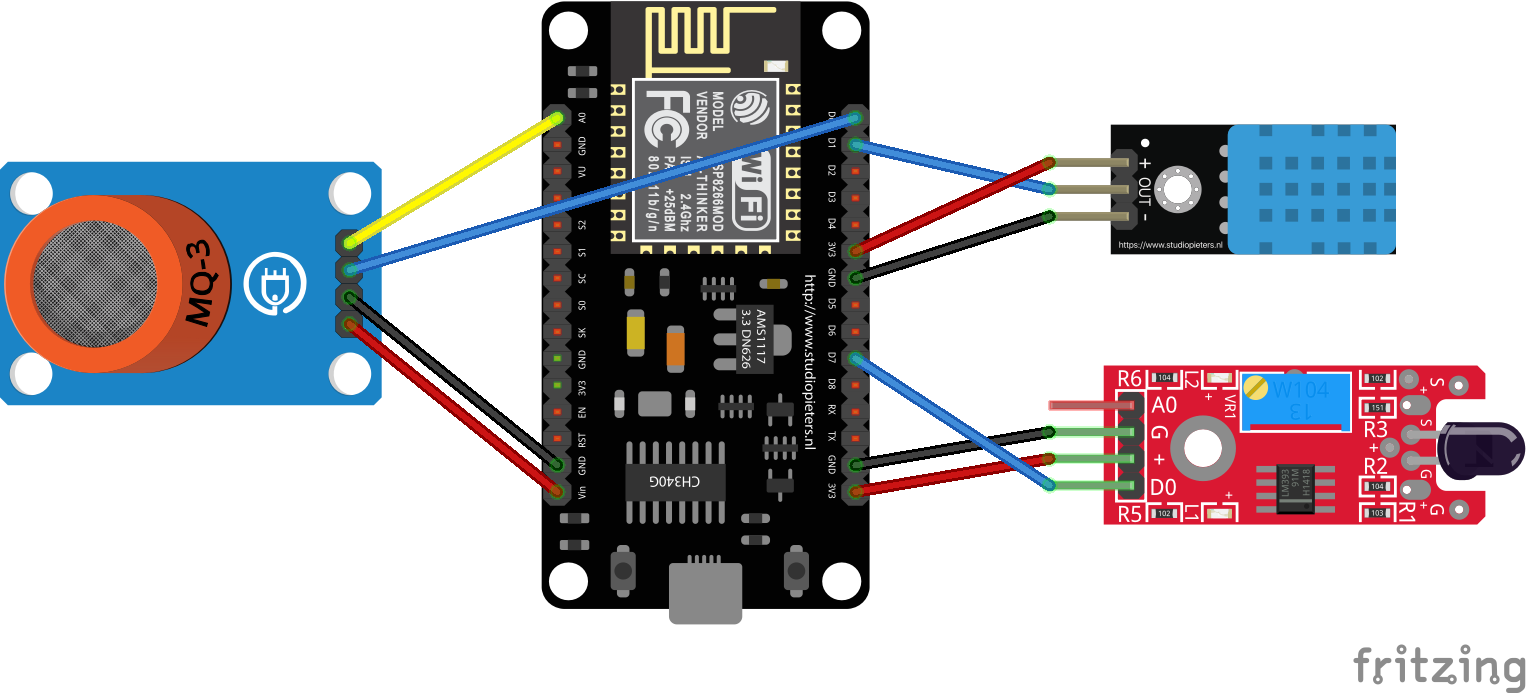 MQ-3
A0
GND
VU
S2
S1
SC
S0
SK
GND
3V3
EN
RST
GND
Vin
MODEL
VENDOR
ESP8266MOD
AI-THINKER
2.4GHz
+25dBM
802.11b/g/n
FC
Wi Fi
AMS1117
3.3 DN626
CH340G
http://www.studiopieters.nl
D0
D1
D2
D3
D4
3V3
GND
D5
D6
D7
D8
RX
TX
GND
3V3
+ OUT -
https://www.studiopieters.nl
R6
104
L2
+
VR1
W104
13
102
151
S
+
A0
G
+
D0
R3
S
+
R2
G
104
103
R1
+
G
R5
102
L1
+
LM393
91M
H1418
fritzing